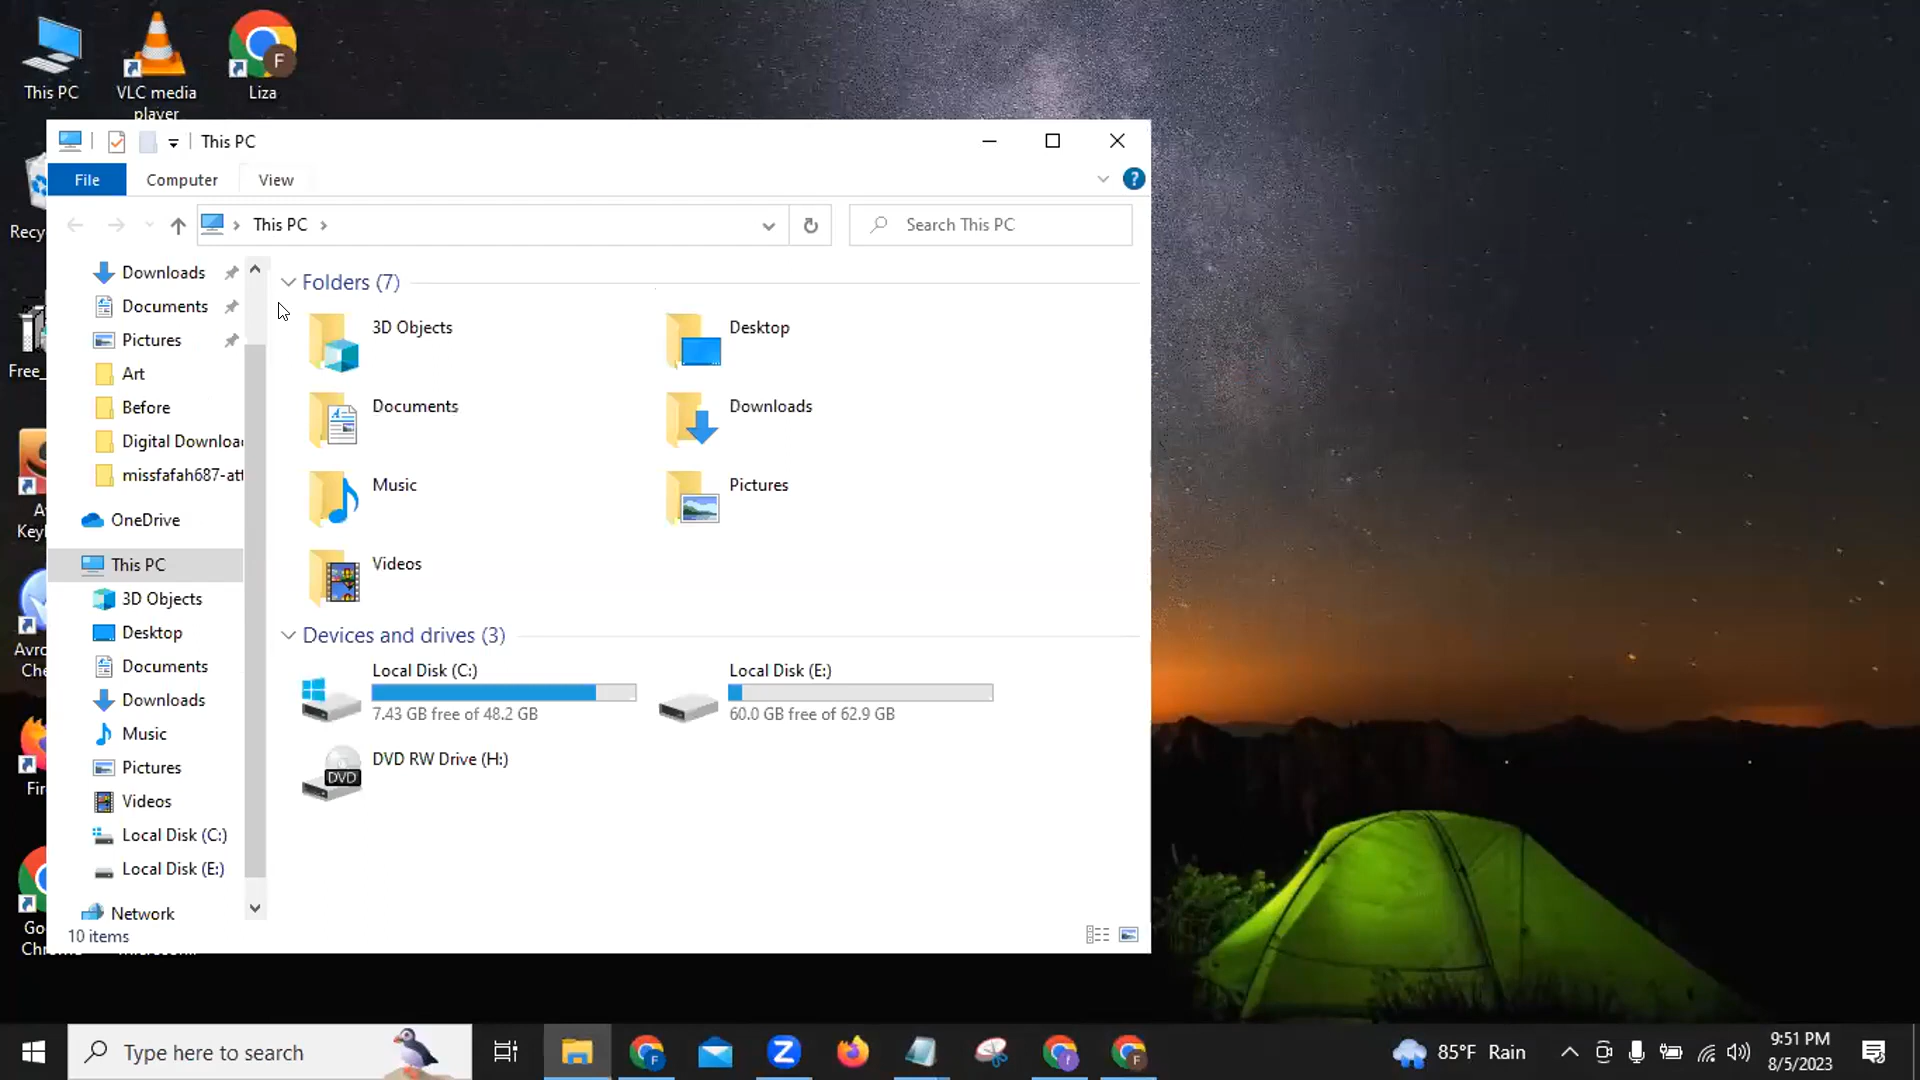 This PC
VLC media
player
Liza
F
This PC
File
Computer
View
?
This PC
Search This PC
Downloads
Documents
Pictures
Art
Before
Digital Downloa
missfafah687-att
OneDrive
This PC
3D Objects
Desktop
Documents
Downloads
Music
Pictures
Videos
Local Disk (C:)
Local Disk (E:)
Network
10 items
Folders (7)
3D Objects
Desktop
Documents
Downloads
Music
Pictures
Videos
Devices and drives (3)
Local Disk (C:)
7.43 GB free of 48.2 GB
Local Disk (E:)
60.0 GB free of 62.9 GB
DVD
DVD RW Drive (H:)
Recy
Free_
Keyl
Avro
Che
Fir
Go
Chr
Type here to search
85°F Rain
9:51 PM
8/5/2023